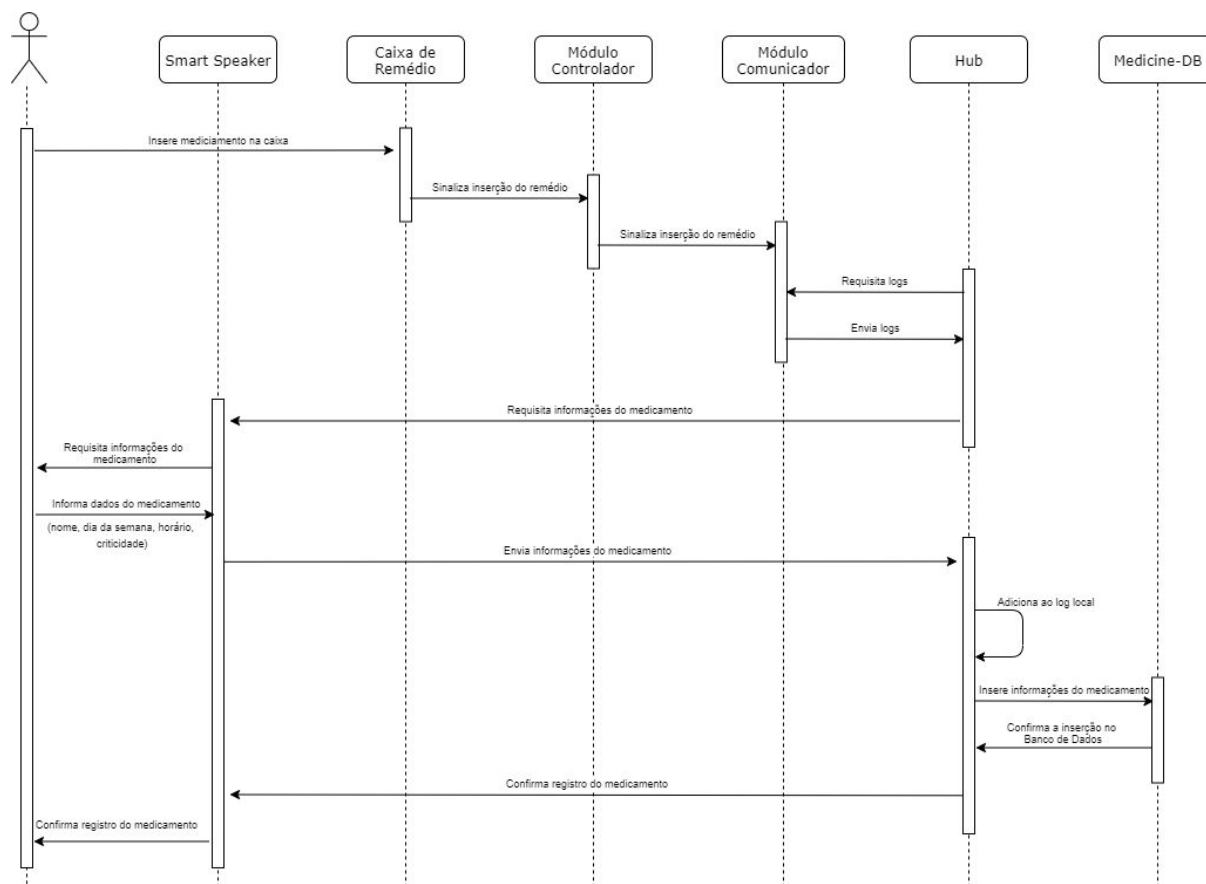 Smart Speaker
Caixa de
Remédio
Módulo
Controlador
Módulo
Comunicador
Hub
Medicine-DB
Insere mediciamento na caixa
Sinaliza inserção do remédio
Sinaliza inserção do remédio
Requisita logs
Envia logs
Requisita informações do medicamento
Requisita informações do
medicamento
Informa dados do medicamento
(nome, dia da semana, horário,
criticidade)
Envia informações do medicamento
Adiciona ao log local
Insere informações do medicamento
Confirma a inserção no
Banco de Dados
Confirma registro do medicamento
Confirma registro do medicamento